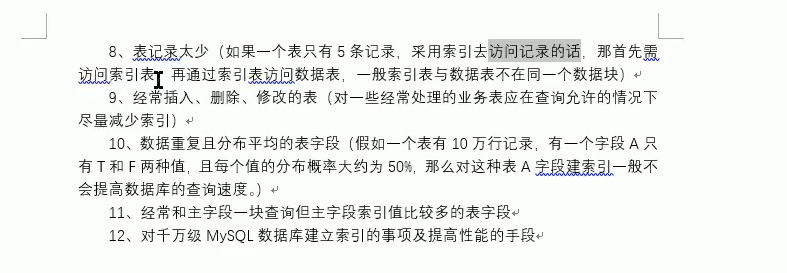 8、表记录太少（如果一个表只有 5 条记录，采用索引去访问记录的话，那首先需
访问索引表，再通过索引表访问数据表，一般索引表与数据表不在同一个数据块）
9、经常插入、删除、修改的表（对一些经常处理的业务表应在查询允许的情况下
尽量减少索引）
10、数据重复且分布平均的表字段（假如一个表有 10 万行记录，有一个字段 A 只
有 T 和 F 两种值，且每个值的分布概率大约为 50%，那么对这种表 A 字段建索引一般不
会提高数据库的查询速度。）
11、经常和主字段一块查询但主字段索引值比较多的表字段
12、对千万级 MySQL 数据库建立索引的事项及提高性能的手段